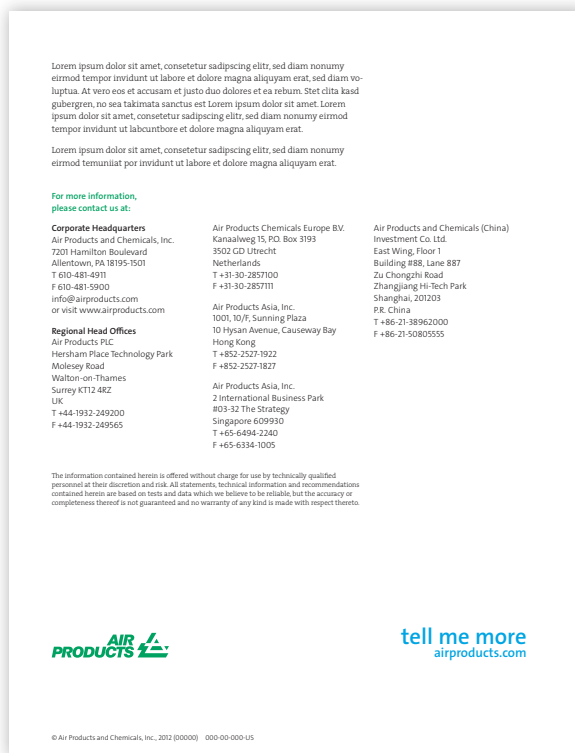 Lorem ipsum dolor sit amet, consetetur sadipscing elitr, sed diam nonumy
eirmod tempor invidunt ut labore et dolore magna aliquyam erat, sed diam vo-
luptua. At vero eos et accusam et justo duo dolores et ea rebum. Stet clita kasd
gubergren, no sea takimata sanctus est Lorem ipsum dolor sit amet. Lorem
ipsum dolor sit amet, consetetur sadipscing elitr, sed diam nonumy eirmod
tempor invidunt ut labcuntbore et dolore magna aliquyam erat.
Lorem ipsum dolor sit amet, consetetur sadipscing elitr, sed diam nonumy
eirmod temuniiat por invidunt ut labore et dolore magna aliquyam erat.
For more information,
please contact us at:
Corporate Headquarters
Air Products and Chemicals, Inc.
7201 Hamilton Boulevard
Allentown, PA 18195-1501
T 610-481-4911
F 610-481-5900
info@airproducts.com
or visit www.airproducts.com
Regional Head Offices
Air Products PLC
Hersham Place Technology Park
Molesey Road
Walton-on-Thames
Surrey KT12 4RZ
UK
T +44-1932-249200
F +44-1932-249565
Air Products Chemicals Europe B.V.
Kanaalweg 15, P.O. Box 3193
3502 GD Utrecht
Netherlands
T +31-30-2857100
F +31-30-2857111
Air Products Asia, Inc.
1001, 10/F, Sunning Plaza
10 Hysan Avenue, Causeway Bay
Hong Kong
T +852-2527-1922
F +852-2527-1827
Air Products Asia, Inc.
2 International Business Park
#03-32 The Strategy
Singapore 609930
T +65-6494-2240
F +65-6334-1005
Air Products and Chemicals (China)
Investment Co. Ltd.
East Wing, Floor 1
Building #88, Lane 887
Zu Chongzhi Road
Zhangjiang Hi-Tech Park
Shanghai, 201203
P.R. China
T +86-21-38962000
F +86-21-50805555
The information contained herein is offered without charge for use by technically qualified
personnel at their discretion and risk. All statements, technical information and recommendations
contained herein are based on tests and data which we believe to be reliable, but the accuracy or
completeness thereof is not guaranteed and no warranty of any kind is made with respect thereto.
AIR
PRODUCTS
tell me more
airproducts.com
© Air Products and Chemicals, Inc., 2012 (00000) 000-00-000-US